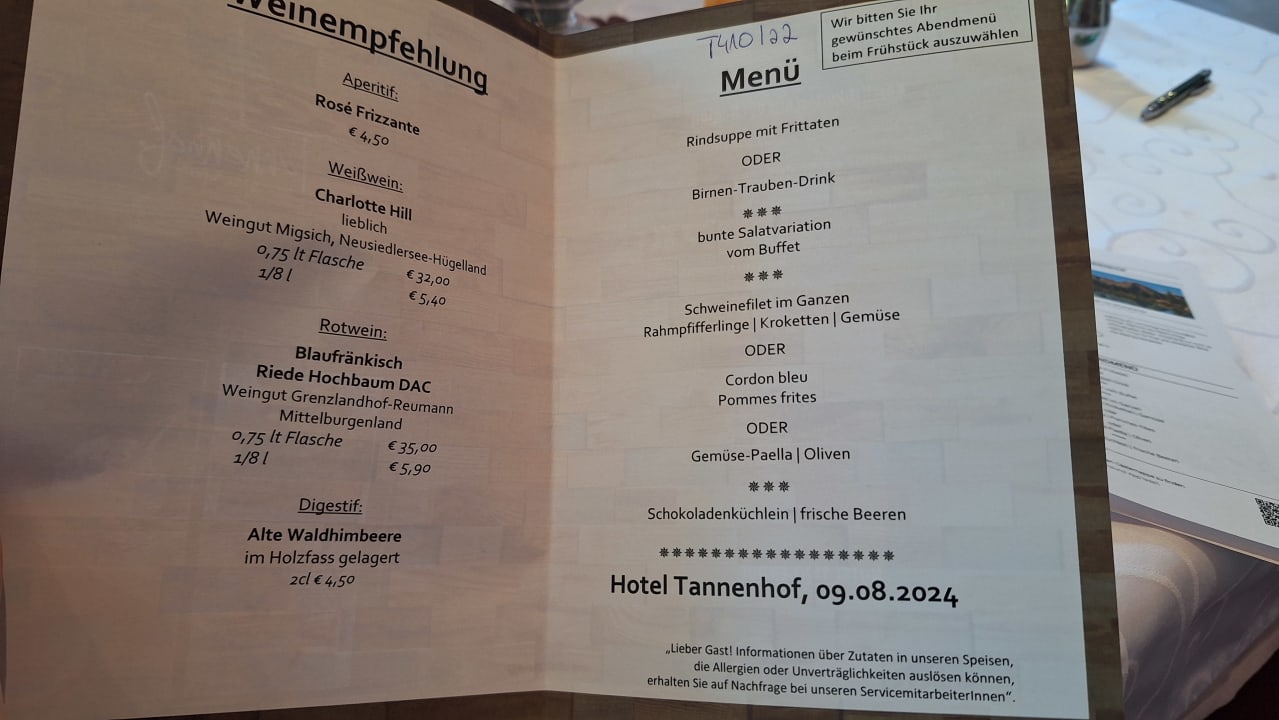 Weinempfehlung
Aperitif:
Rosé Frizzante
€ 4,50
Weißwein:
Charlotte Hill
lieblich
Weingut Migsich, Neusiedlersee-Hügelland
0,75 lt Flasche € 32,00
1/8 l € 5,40
Rotwein:
Blaufränkisch
Riede Hochbaum DAC
Weingut Grenzlandhof-Reumann
Mittelburgenland
0,75 lt Flasche € 35,00
1/8 l € 5,90
Digestif:
Alte Waldhimbeere
im Holzfass gelagert
2cl € 4,50
T410/22
Wir bitten Sie Ihr
gewünschtes Abendmenü
beim Frühstück auszuwählen
Menü
Rindsuppe mit Frittaten
ODER
Birnen-Trauben-Drink
***
bunte Salatvariation
vom Buffet
***
Schweinefilet im Ganzen
Rahmpfifferlinge | Kroketten | Gemüse
ODER
Cordon bleu
Pommes frites
ODER
Gemüse-Paella | Oliven
***
Schokoladenküchlein | frische Beeren
****************
Hotel Tannenhof, 09.08.2024
„Lieber Gast! Informationen über Zutaten in unseren Speisen,
die Allergien oder Unverträglichkeiten auslösen können,
erhalten Sie auf Nachfrage bei unseren ServicemitarbeiterInnen“.